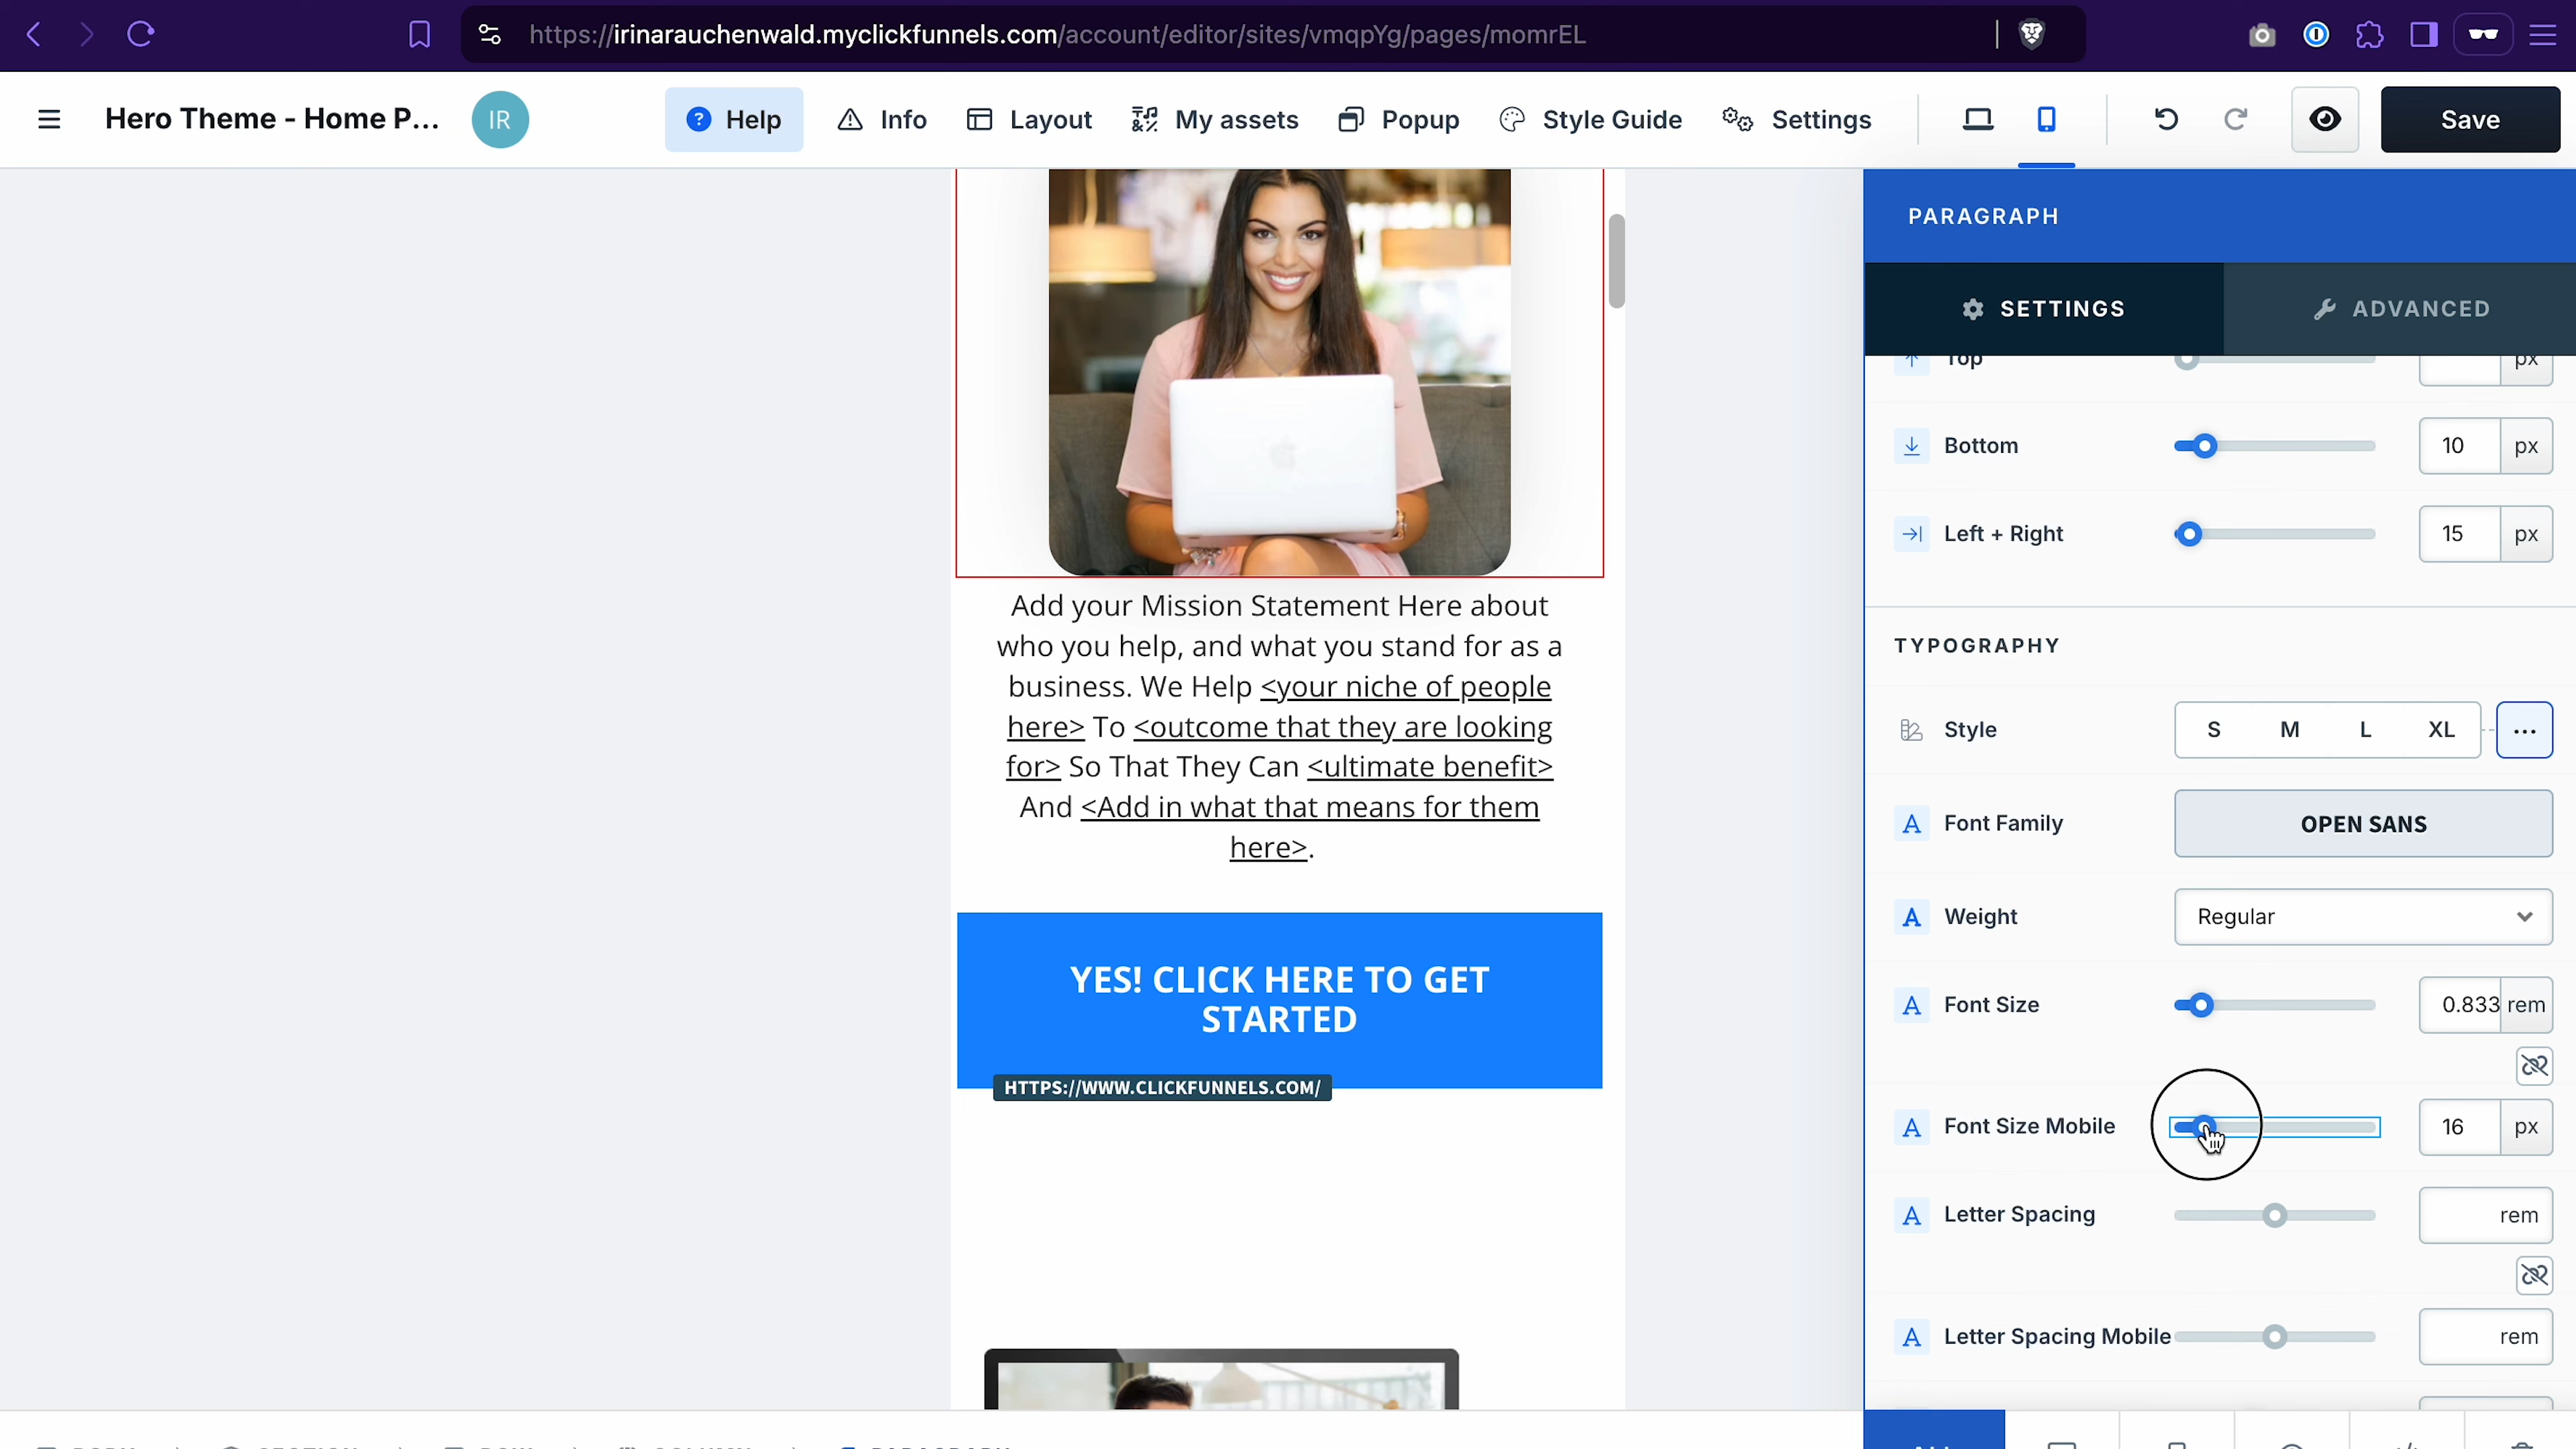 https://irinarauchenwald.myclickfunnels.com/account/editor/sites/vmqpYg/pages/momrEL
Hero Theme - Home P...
IR
Help
Info
Layout
My assets
Popup
Style Guide
Settings
Save
PARAGRAPH
SETTINGS
ADVANCED
Top
px
Bottom
10
px
Left + Right
15
px
TYPOGRAPHY
Style
S
M
L
XL
...
Font Family
OPEN SANS
Weight
Regular
Font Size
0.833
rem
Font Size Mobile
16
px
Letter Spacing
rem
Letter Spacing Mobile
rem
Add your Mission Statement Here about
who you help, and what you stand for as a
business. We Help <your niche of people
here> To <outcome that they are looking
for> So That They Can <ultimate benefit>
And <Add in what that means for them
here>.
YES! CLICK HERE TO GET
STARTED
HTTPS://WWW.CLICKFUNNELS.COM/